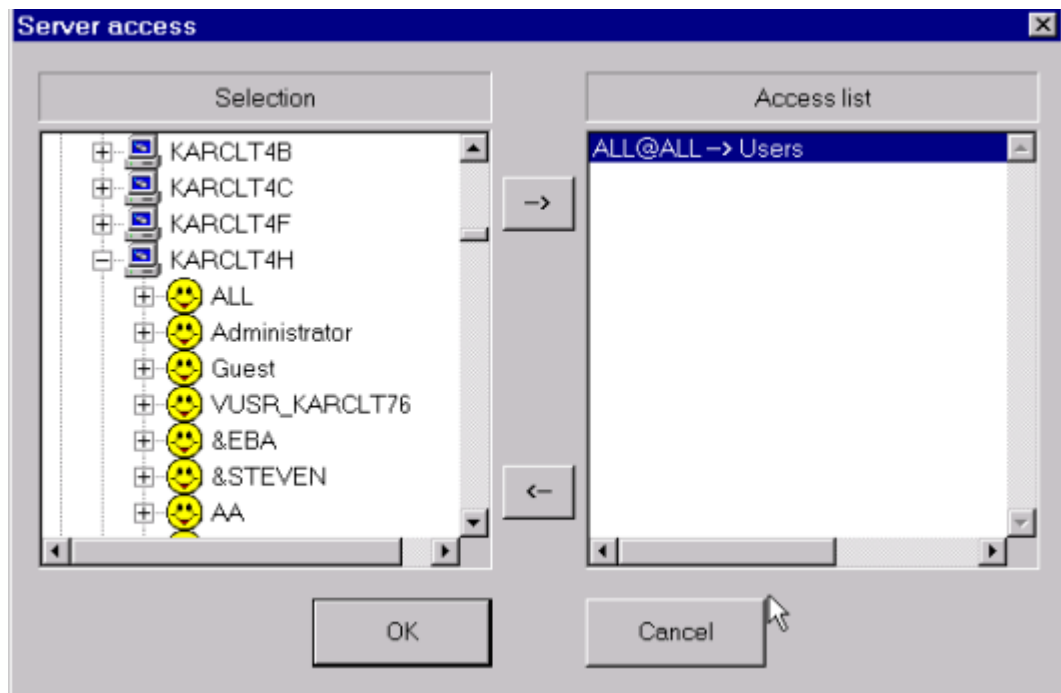 Server access
Selection
KARCLT4B
KARCLT4C
KARCLT4F
KARCLT4H
ALL
Administrator
Guest
VUSR_KARCLT76
&EBA
&STEVEN
AA
-->
<--
Access list
ALL@ALL --> Users
OK
Cancel